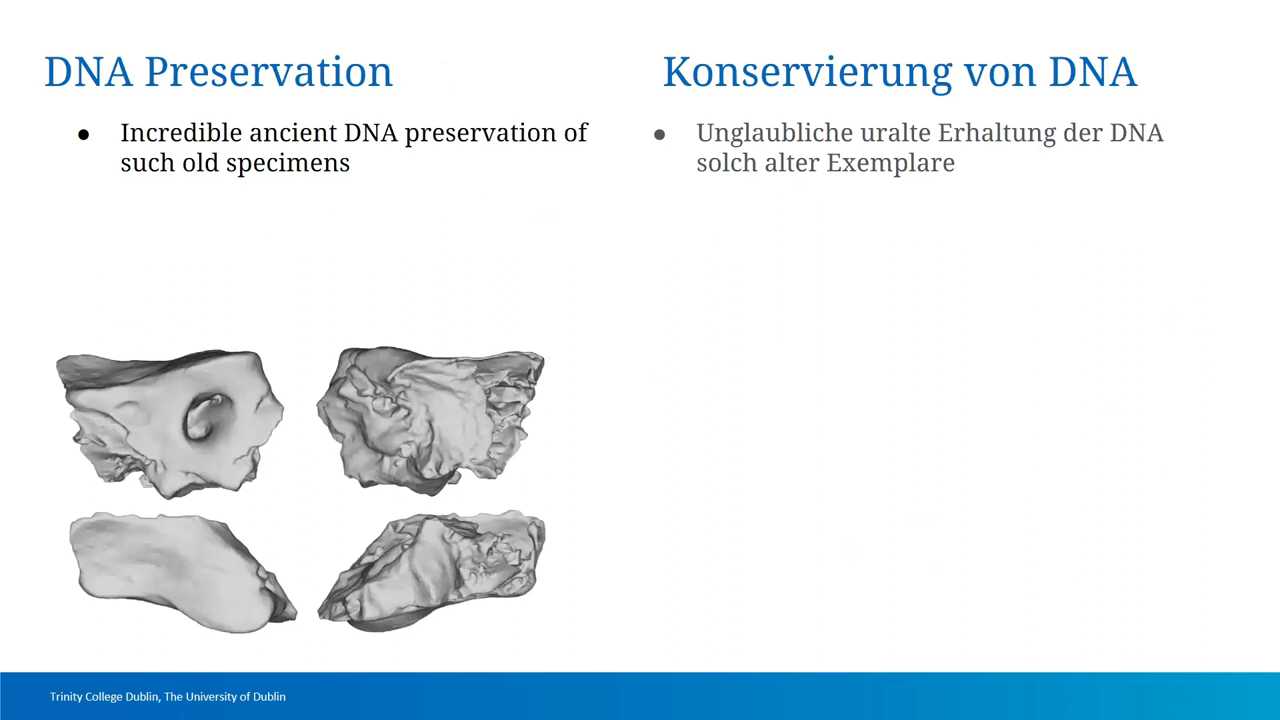 DNA Preservation
● Incredible ancient DNA preservation of
such old specimens
Konservierung von DNA
● Unglaubliche uralte Erhaltung der DNA
solch alter Exemplare
Trinity College Dublin, The University of Dublin